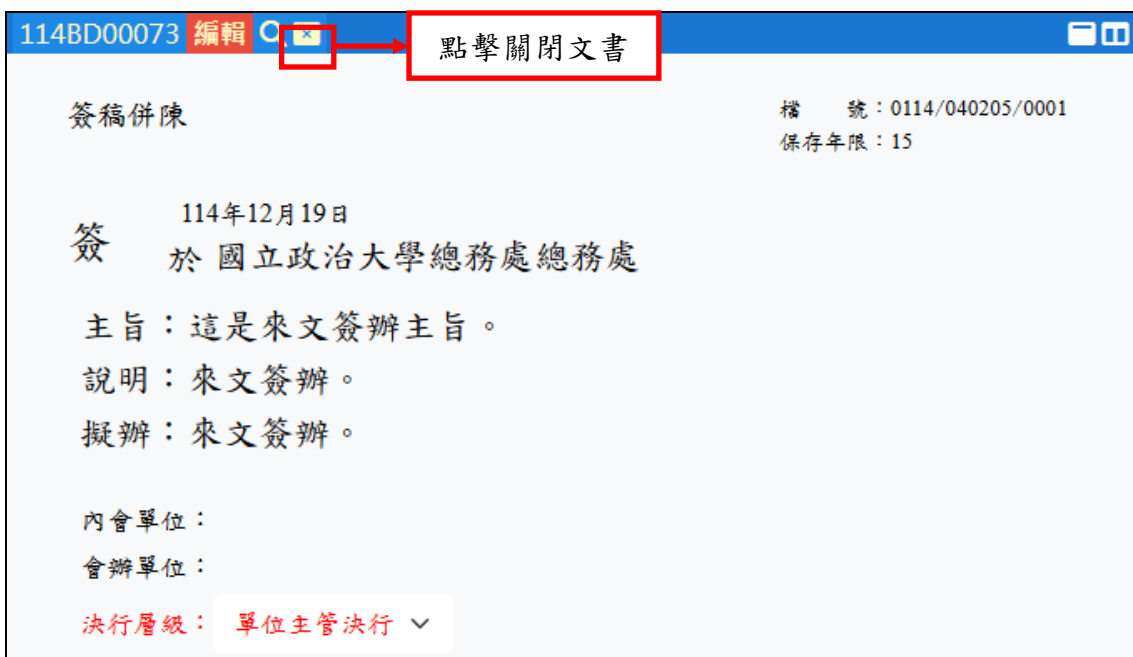 114BD00073 編輯
點擊關閉文書
簽稿併陳
檔　　號：0114/040205/0001
保存年限：15
114年12月19日
簽　於 國立政治大學總務處總務處
主旨：這是來文簽辦主旨。
說明：來文簽辦。
擬辦：來文簽辦。
內會單位：
會辦單位：
決行層級： 單位主管決行